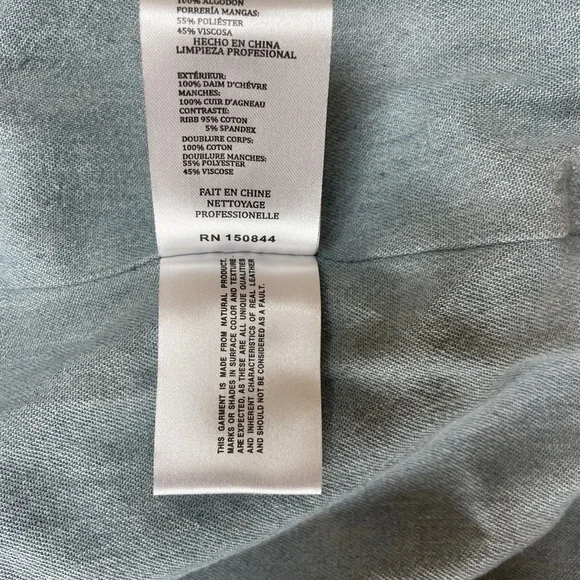 100% ALGODON
FORRERÍA MANGAS:
55% POLIÉSTER
45% VISCOSA
HECHO EN CHINA
LIMPIEZA PROFESIONAL
EXTÉRIEUR:
100% DAIM D'CHÉVRE
MANCHES:
100% CUIR D'AGNEAU
CONTRASTE:
RIBB 95% COTON
5% SPANDEX
DOUBLURE CORPS:
100% COTON
DOUBLURE MANCHES:
55% POLYESTER
45% VISCOSE
FAIT EN CHINE
NETTOYAGE
PROFESSIONNELLE
RN 150844
THIS GARMENT IS MADE FROM NATURAL PRODUCT.
MARKS OR SHADES IN SURFACE COLOR AND TEXTURE
ARE EXPECTED, AS THESE ARE ALL UNIQUE QUALITIES
AND INHERENT CHARACTERISTICS OF REAL LEATHER
AND SHOULD NOT BE CONSIDERED AS A FAULT.